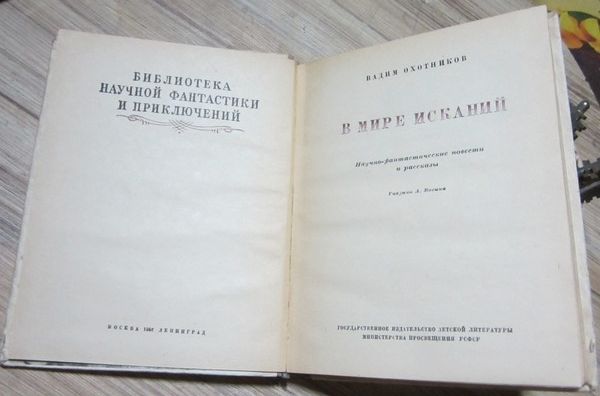 БИБЛИОТЕКА
НАУЧНОЙ ФАНТАСТИКИ
И ПРИКЛЮЧЕНИЙ
МОСКВА ЛЕНИНГРАД
ВАДИМ ОХОТНИКОВ
В МИРЕ ИСКАНИЙ
Научно-фантастические повести
и рассказы
Рисунки А.
ГОСУДАРСТВЕННОЕ ИЗДАТЕЛЬСТВО ДЕТСКОЙ ЛИТЕРАТУРЫ
МИНИСТЕРСТВА ПРОСВЕЩЕНИЯ РСФСР